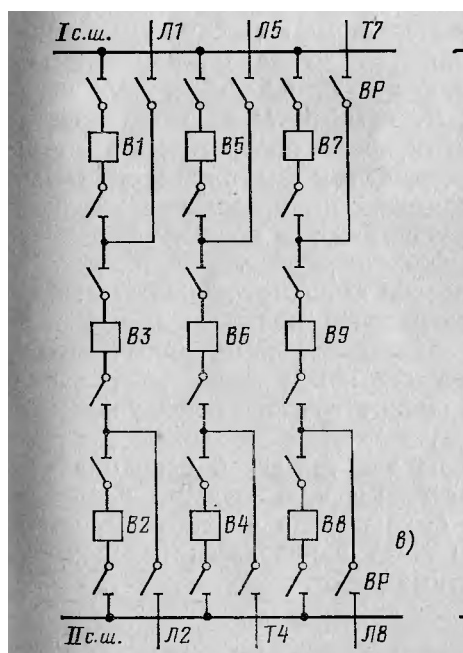 I с.ш. Л1 Л5 Т7
ВР
В1 В5 В7
В3 В6 В9
В2 В4 В8
в)
ВР
II с.ш. Л2 Т4 Л8